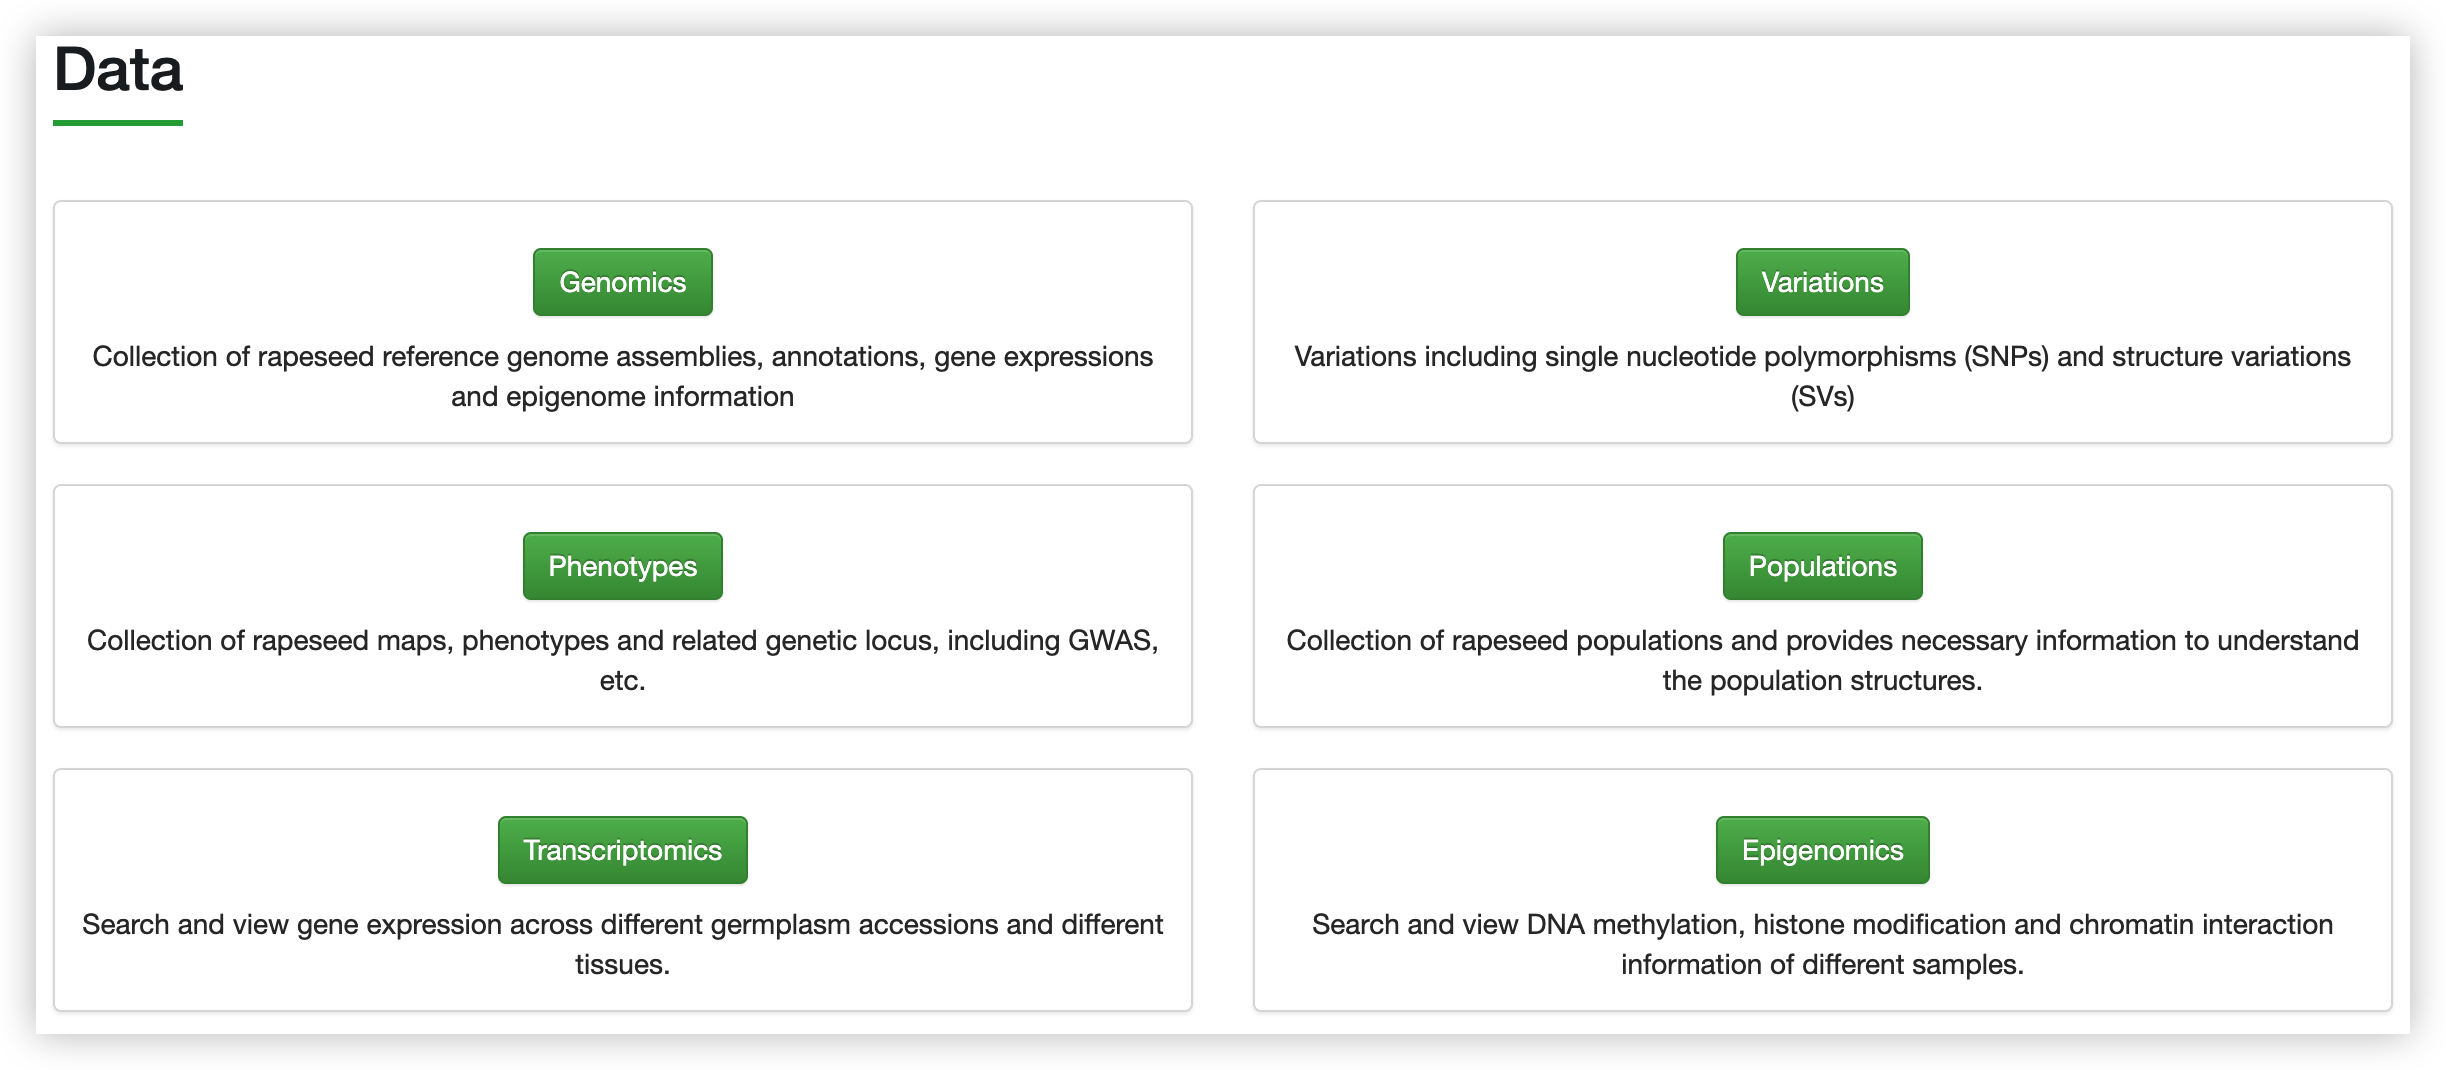 Data
Genomics
Collection of rapeseed reference genome assemblies, annotations, gene expressions
and epigenome information
Variations
Variations including single nucleotide polymorphisms (SNPs) and structure variations
(SVs)
Phenotypes
Collection of rapeseed maps, phenotypes and related genetic locus, including GWAS,
etc.
Populations
Collection of rapeseed populations and provides necessary information to understand
the population structures.
Transcriptomics
Search and view gene expression across different germplasm accessions and different
tissues.
Epigenomics
Search and view DNA methylation, histone modification and chromatin interaction
information of different samples.